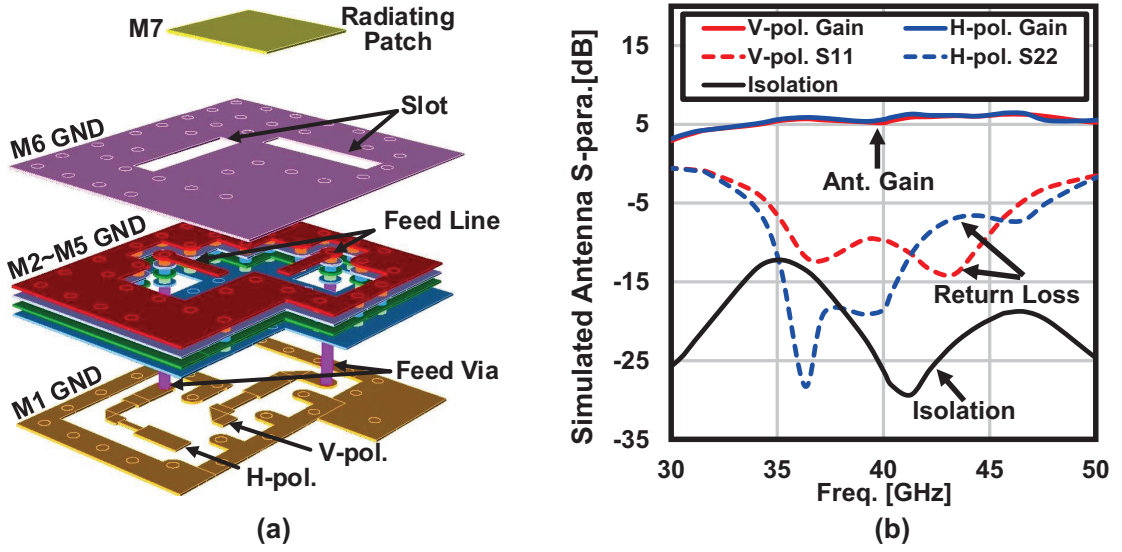 M7
Radiating
Patch
Slot
M6 GND
Feed Line
M2~M5 GND
Feed Via
M1 GND
V-pol.
H-pol.
(a)
Simulated Antenna S-para.[dB]
V-pol. Gain
H-pol. Gain
V-pol. S11
H-pol. S22
Isolation
15
5
-5
-15
-25
-35
Ant. Gain
Return Loss
Isolation
30
35
40
45
50
Freq. [GHz]
(b)